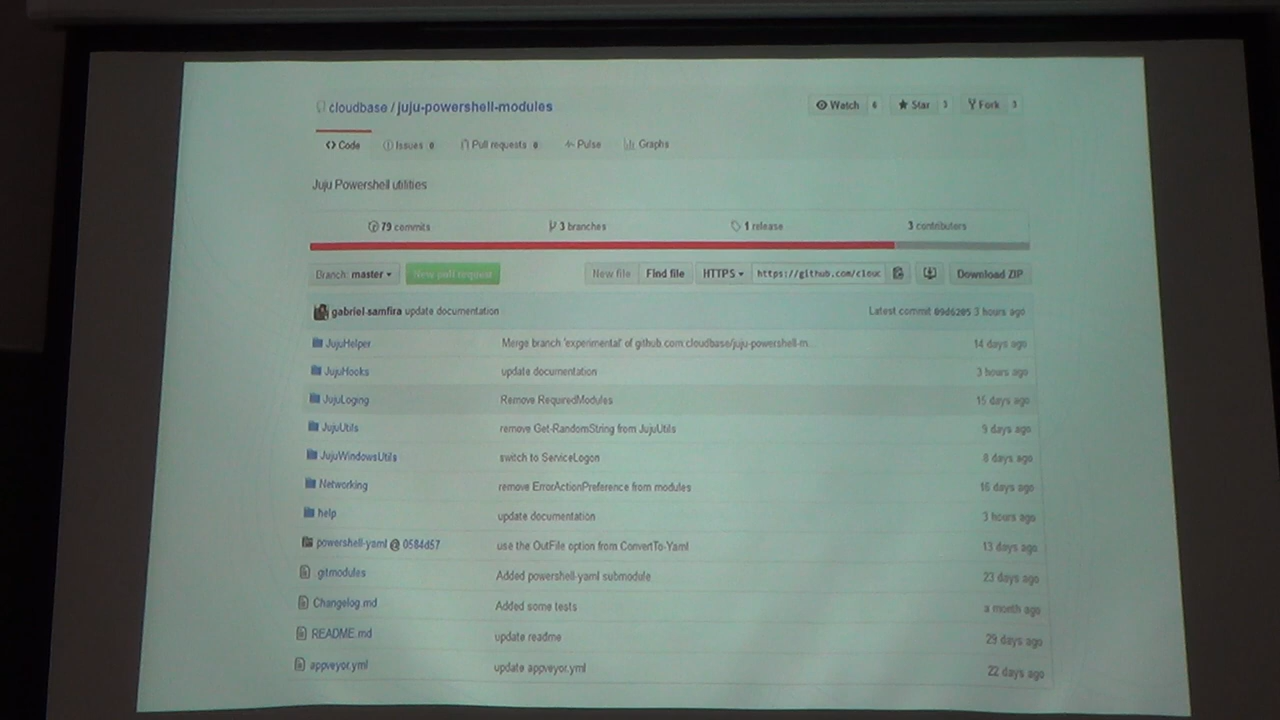 cloudbase / juju-powershell-modules
Watch 6 Star 3 Fork 3
Code Issues 0 Pull requests 0 Pulse Graphs
Juju Powershell utilities
79 commits 3 branches 1 release 3 contributors
Branch: master New pull request New file Find file HTTPS https://github.com/clouc Download ZIP
gabriel-samfira update documentation Latest commit 09d6205 3 hours ago
JujuHelper Merge branch 'experimental' of github.com:cloudbase/juju-powershell-m… 14 days ago
JujuHooks update documentation 3 hours ago
JujuLoging Remove RequiredModules 15 days ago
JujuUtils remove Get-RandomString from JujuUtils 9 days ago
JujuWindowsUtils switch to ServiceLogon 8 days ago
Networking remove ErrorActionPreference from modules 16 days ago
help update documentation 3 hours ago
powershell-yaml @ 0584d57 use the OutFile option from ConvertTo-Yaml 13 days ago
.gitmodules Added powershell-yaml submodule 23 days ago
Changelog.md Added some tests a month ago
README.md update readme 29 days ago
appveyor.yml update appveyor.yml 22 days ago